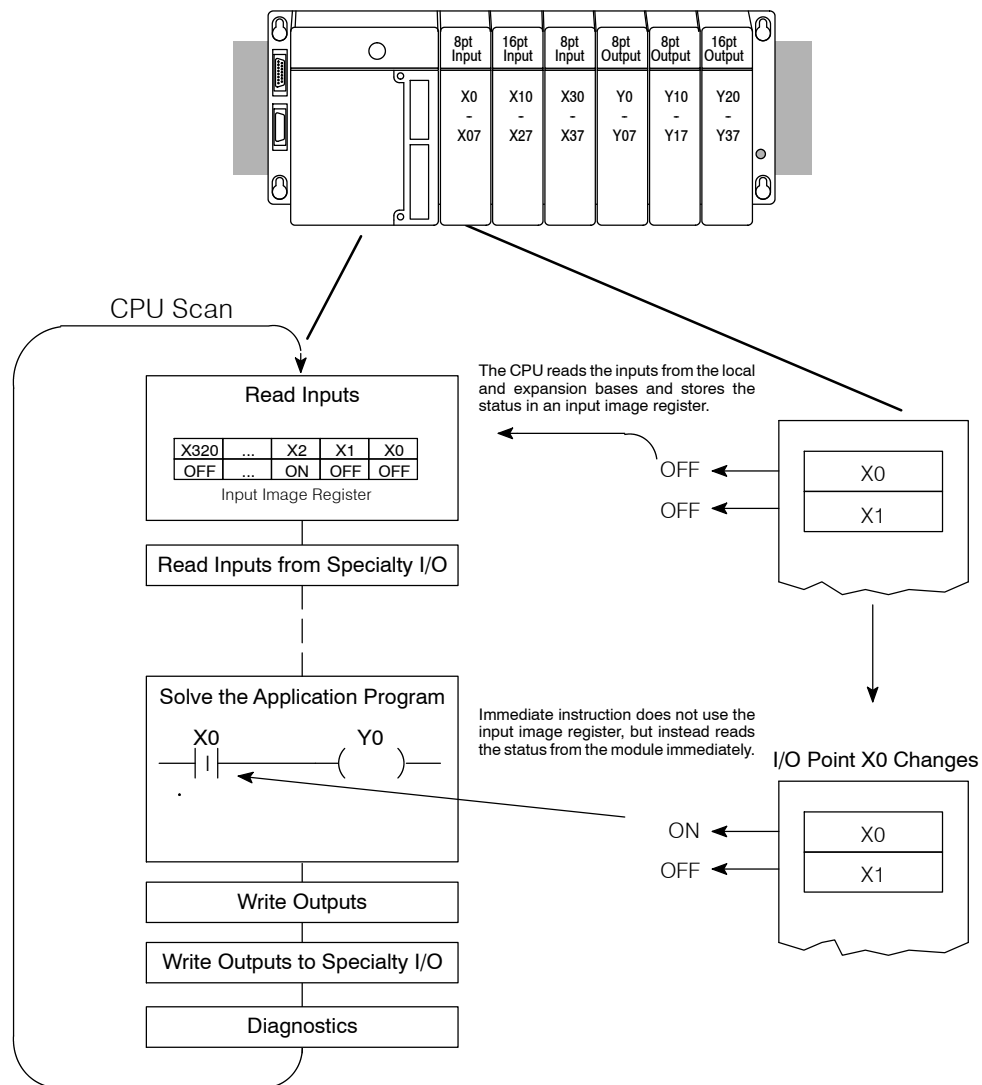 8pt Input 16pt Input 8pt Input 8pt Output 8pt Output 16pt Output
X0 X10 X30 Y0 Y10 Y20
- - - - - -
X07 X27 X37 Y07 Y17 Y37
CPU Scan
The CPU reads the inputs from the local
and expansion bases and stores the
status in an input image register.
Read Inputs
X320 ... X2 X1 X0
OFF ... ON OFF OFF
Input Image Register
OFF X0
OFF X1
Read Inputs from Specialty I/O
Solve the Application Program
X0 Y0
I
Immediate instruction does not use the
input image register, but instead reads
the status from the module immediately.
I/O Point X0 Changes
ON X0
OFF X1
Write Outputs
Write Outputs to Specialty I/O
Diagnostics